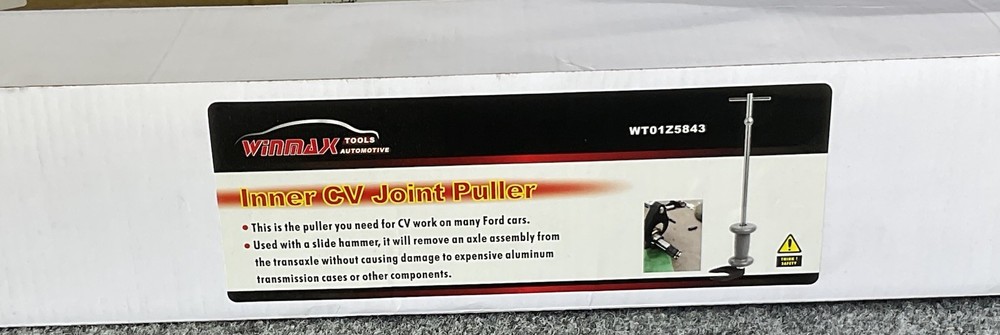 WINMAX TOOLS
AUTOMOTIVE
WT01Z5843
Inner CV Joint Puller
• This is the puller you need for CV work on many Ford cars.
• Used with a slide hammer, it will remove an axle assembly from
the transaxle without causing damage to expensive aluminum
transmission cases or other components.
THINK !
SAFETY